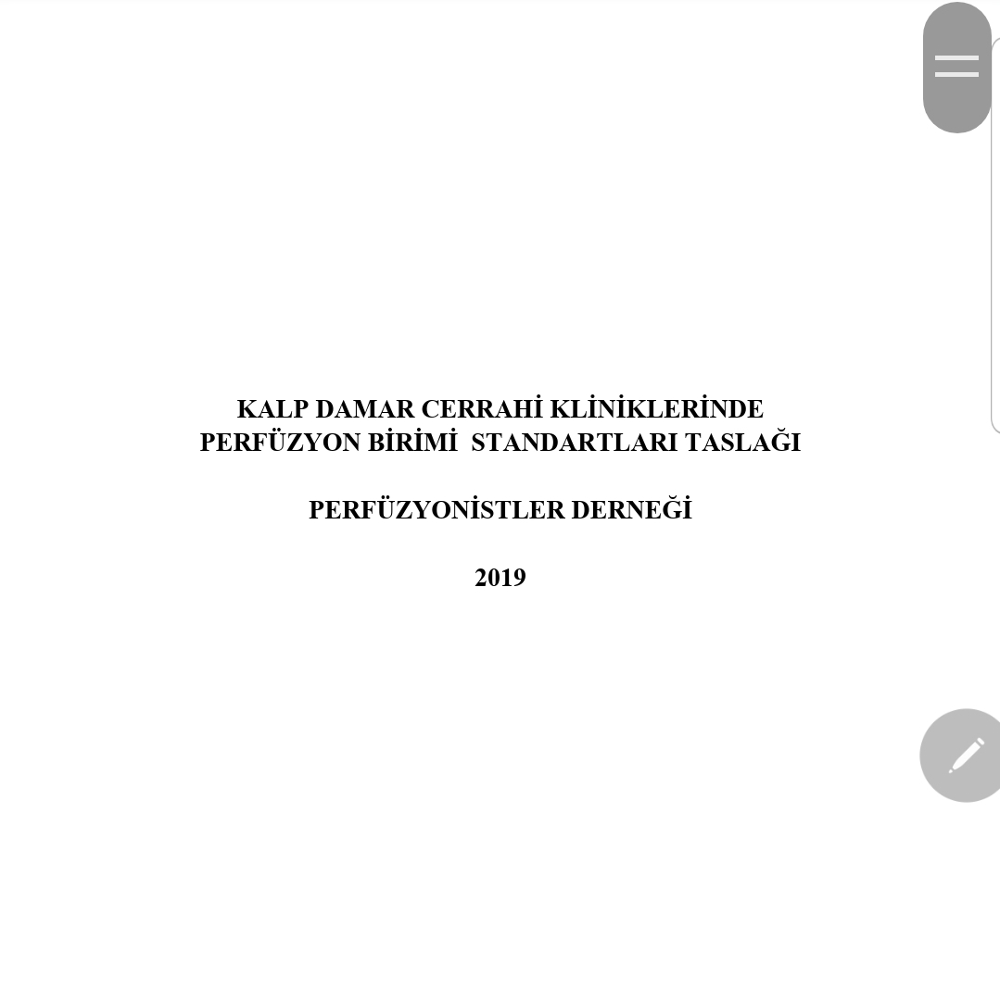 KALP DAMAR CERRAHİ KLİNİKLERİNDE
PERFÜZYON BİRİMİ  STANDARTLARI TASLAĞI
PERFÜZYONİSTLER DERNEĞİ
2019